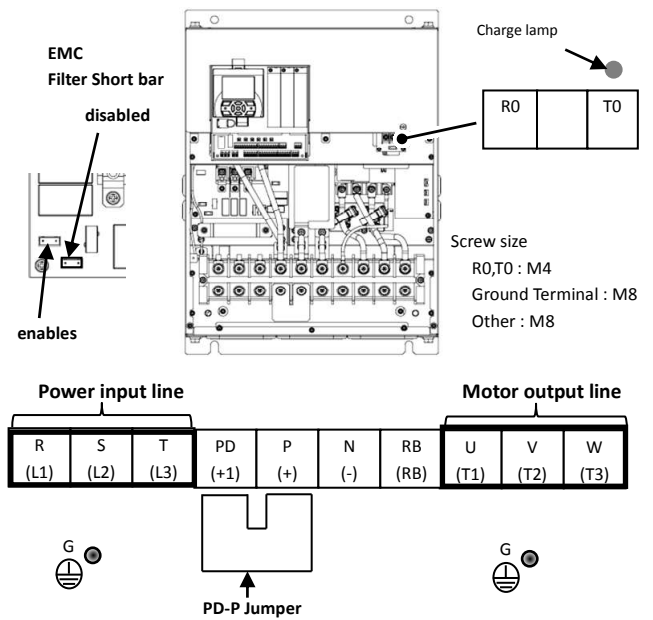 Charge lamp
EMC
Filter Short bar
disabled
R0 T0
Screw size
R0,T0 : M4
Ground Terminal : M8
Other : M8
enables
Power input line
Motor output line
R S T PD P N RB U V W
(L1) (L2) (L3) (+1) (+) (-) (RB) (T1) (T2) (T3)
G G
PD-P Jumper